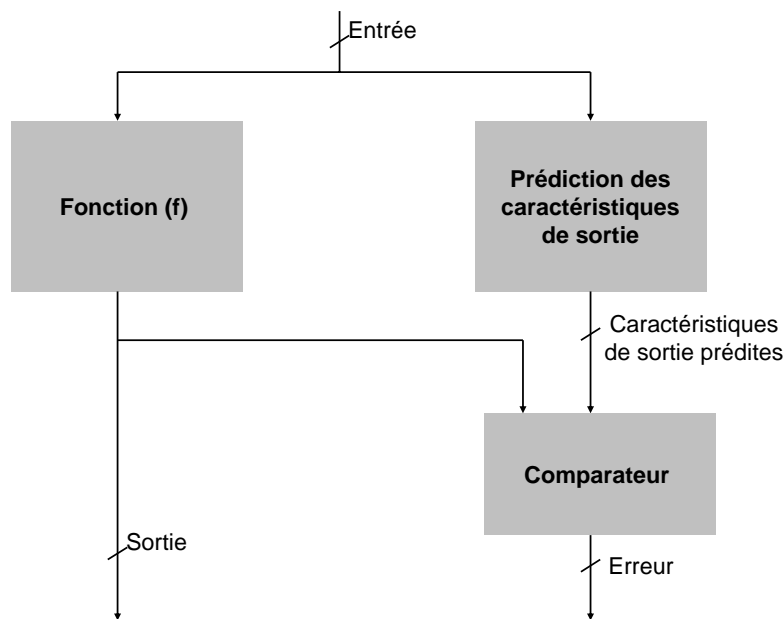 Entrée
Fonction (f)
Prédiction des
caractéristiques
de sortie
Caractéristiques
de sortie prédites
Comparateur
Sortie
Erreur